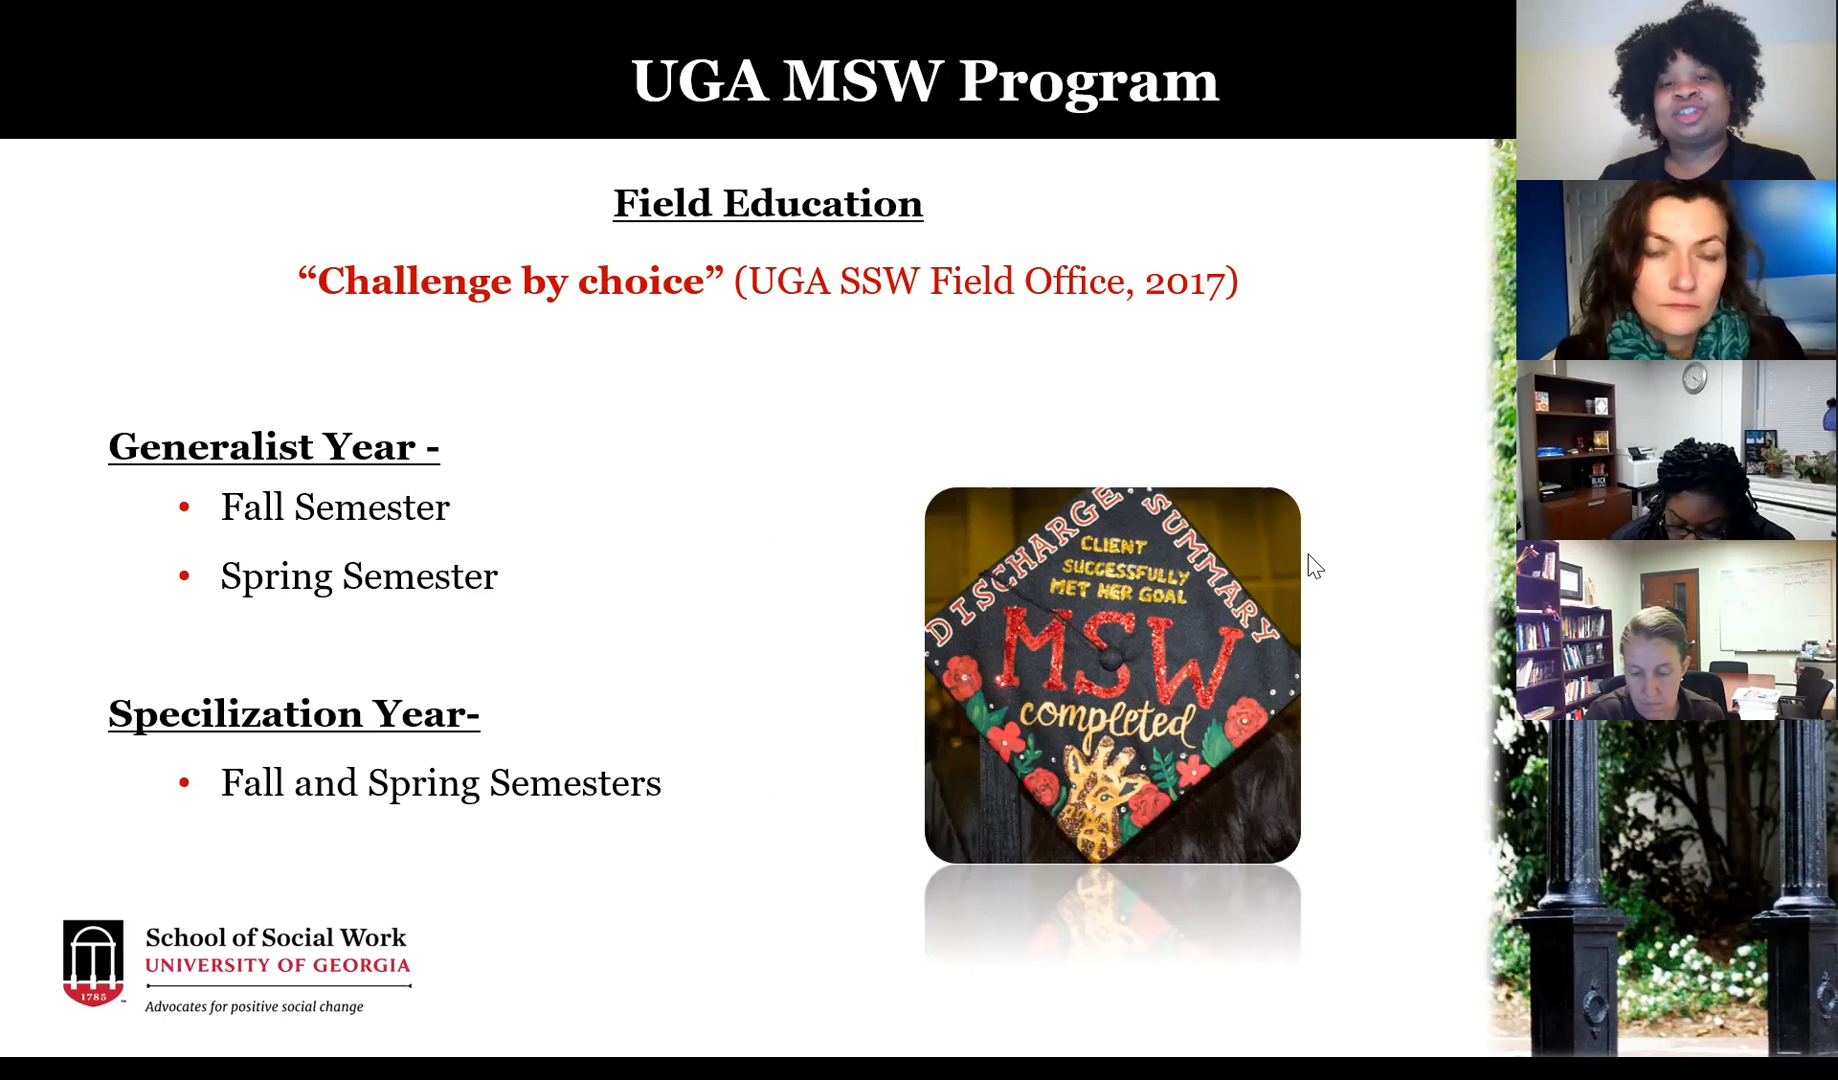 UGA MSW Program
Field Education
“Challenge by choice” (UGA SSW Field Office, 2017)
Generalist Year -
• Fall Semester
• Spring Semester
Specilization Year-
• Fall and Spring Semesters
DISCHARGE SUMMARY
CLIENT
SUCCESSFULLY
MET HER GOAL
MSW
completed
1785
School of Social Work
UNIVERSITY OF GEORGIA
Advocates for positive social change
BLACK